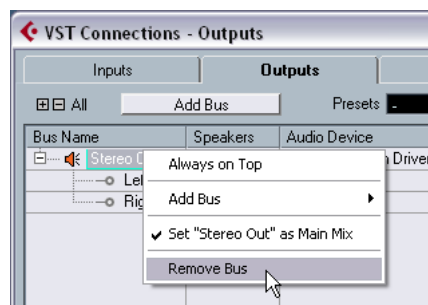 VST Connections - Outputs
Inputs Outputs
All Add Bus Presets -
Bus Name Speakers Audio Device
Stereo
Always on Top
Add Bus
Set "Stereo Out" as Main Mix
Remove Bus